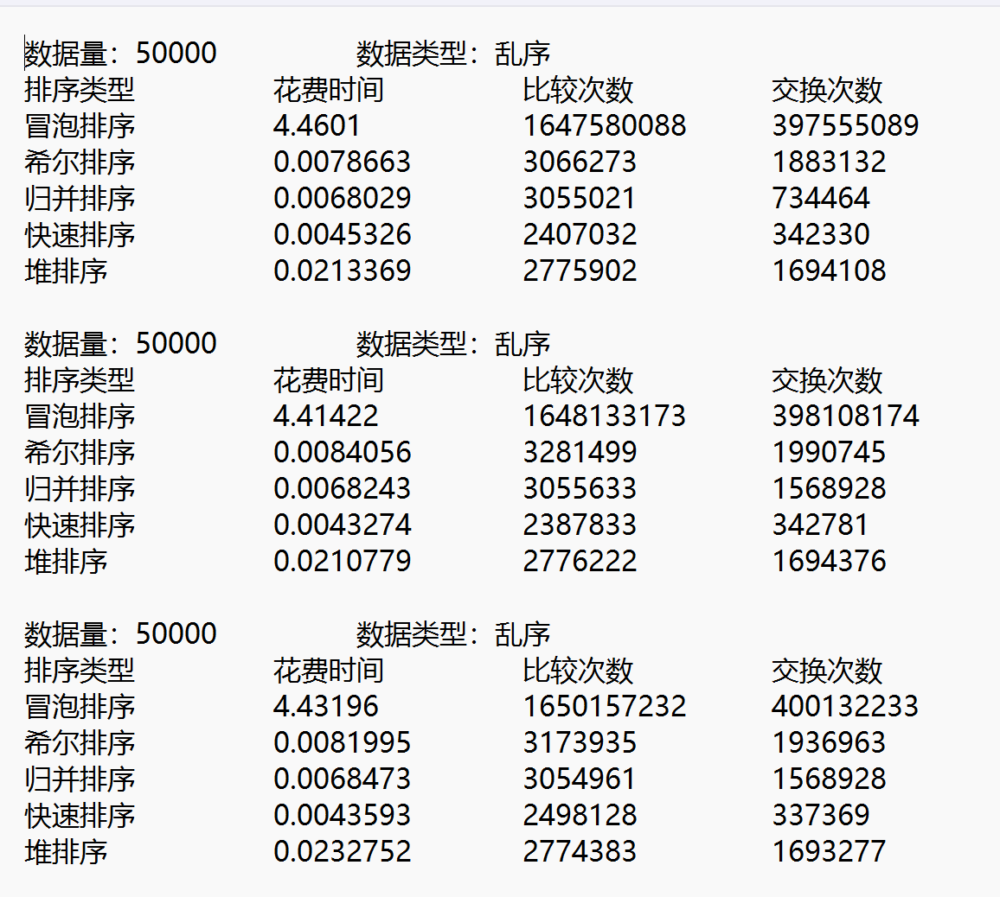 数据量：50000 数据类型：乱序
排序类型 花费时间 比较次数 交换次数
冒泡排序 4.4601 1647580088 397555089
希尔排序 0.0078663 3066273 1883132
归并排序 0.0068029 3055021 734464
快速排序 0.0045326 2407032 342330
堆排序 0.0213369 2775902 1694108
数据量：50000 数据类型：乱序
排序类型 花费时间 比较次数 交换次数
冒泡排序 4.41422 1648133173 398108174
希尔排序 0.0084056 3281499 1990745
归并排序 0.0068243 3055633 1568928
快速排序 0.0043274 2387833 342781
堆排序 0.0210779 2776222 1694376
数据量：50000 数据类型：乱序
排序类型 花费时间 比较次数 交换次数
冒泡排序 4.43196 1650157232 400132233
希尔排序 0.0081995 3173935 1936963
归并排序 0.0068473 3054961 1568928
快速排序 0.0043593 2498128 337369
堆排序 0.0232752 2774383 1693277